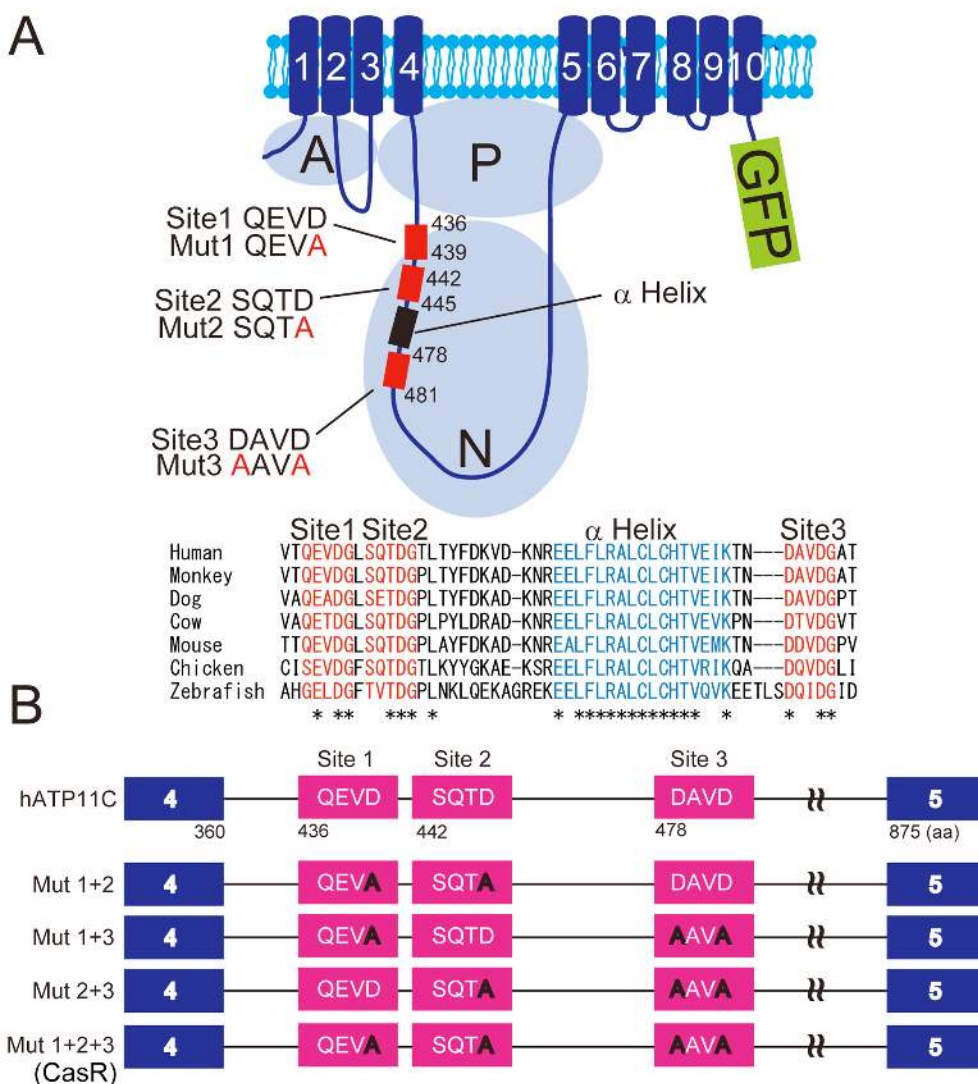 A
1 2 3 4 5 6 7 8 9 10
A
P
GFP
Site1 QEVD
Mut1 QEVA
436
439
Site2 SQTD
Mut2 SQTA
442
445
α Helix
478
481
Site3 DAVD
Mut3 AAVA
N
Site1 Site2 α Helix Site3
Human VTQEVDGLSQTDGTLTYFDKVD-KNREELFLRALCLCHTVEIKTN---DAVDGAT
Monkey VTQEVDGLSQTDGPLTYFDKAD-KNREELFLRALCLCHTVEIKTN---DAVDGAT
Dog VAQEADGLSETDGPLTYFDKAD-KNREELFLRALCLCHTVEIKTN---DAVDGPT
Cow VAQETDGLSQTDGPLPYLDRAD-KNREELFLRALCLCHTVEVKPN---DTVDGVT
Mouse TTQEVDGLSQTDGPLAYFDKAD-KNREALFLRALCLCHTVEMKTN---DDVDGPV
Chicken CISEVDGFSQTDGTLKYYGKAE-KSREELFLRALCLCHTVRIKQA---DQVDGLI
Zebrafish AHGELDGFTVTDGPLNKLQEKAGREKEELFLRALCLCHTVQVKEETLSDQIDGID
* ** *** * * *********** * * **
B
Site 1 Site 2 Site 3
hATP11C 4 QEVD SQTD DAVD 5
360 436 442 478 875 (aa)
Mut 1+2 4 QEVA SQTA DAVD 5
Mut 1+3 4 QEVA SQTD AAVA 5
Mut 2+3 4 QEVD SQTA AAVA 5
Mut 1+2+3 4 QEVA SQTA AAVA 5
(CasR)